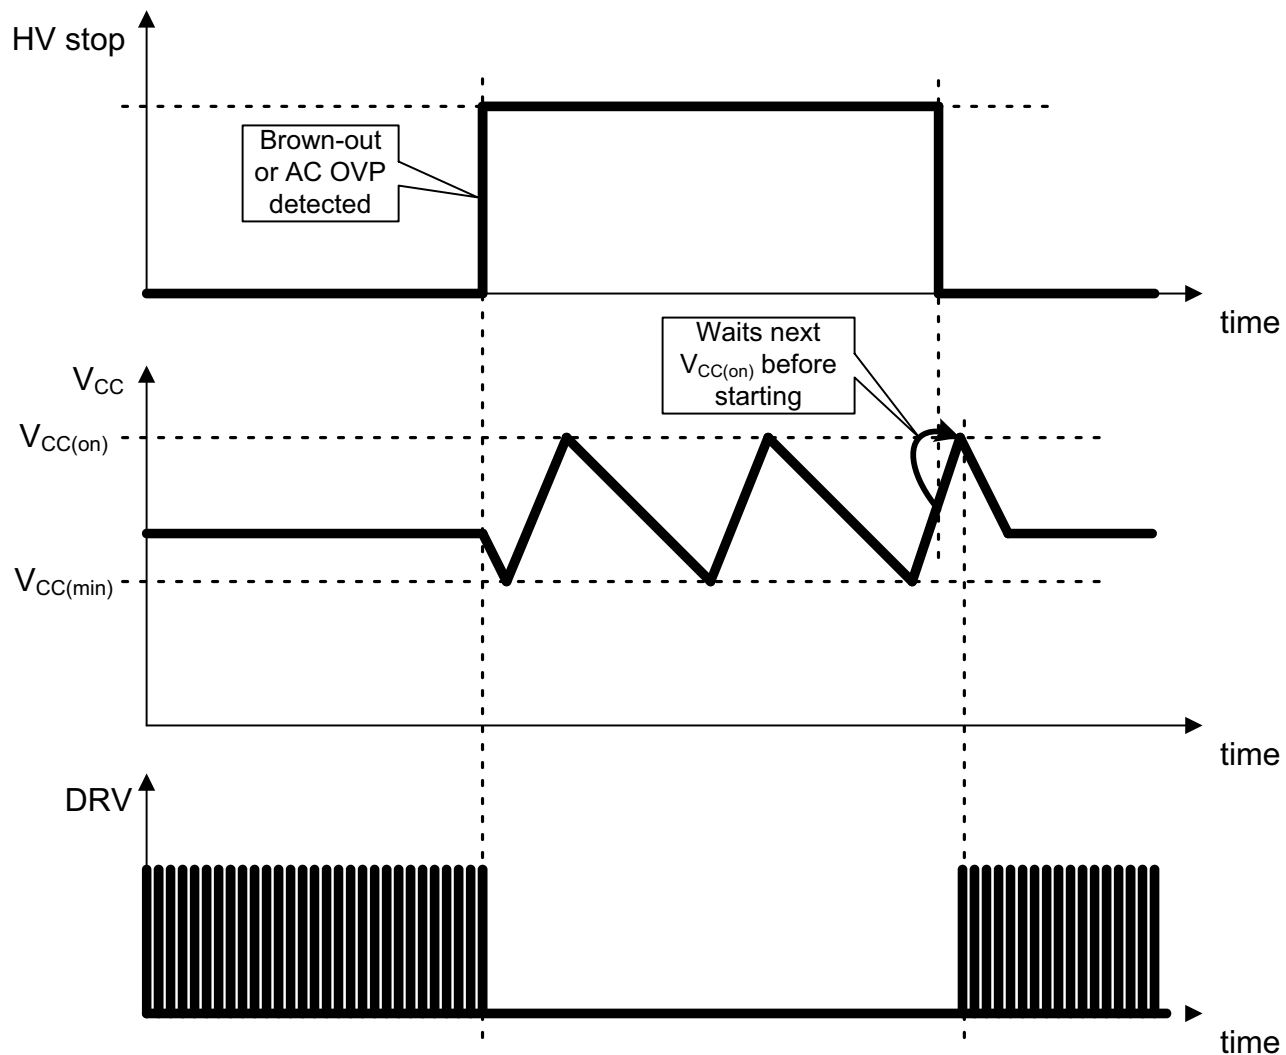 HV stop
Brown-out
or AC OVP
detected
time
Waits next
VCC(on) before
starting
VCC
VCC(on)
VCC(min)
time
DRV
time